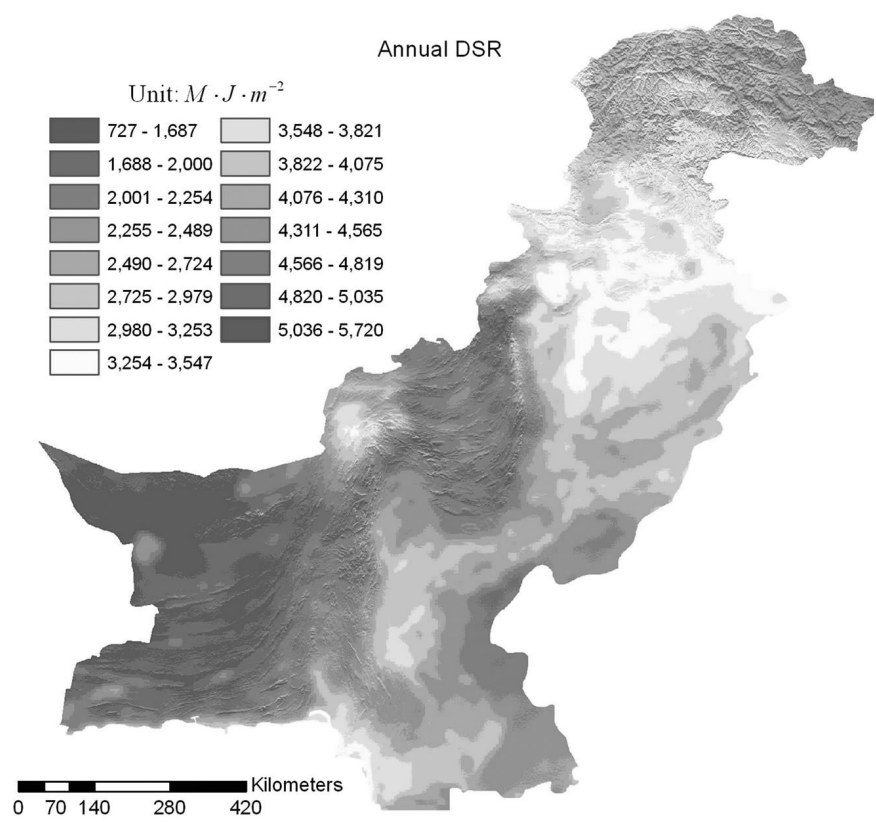 Annual DSR
Unit: M · J · m⁻²
727 - 1,687
1,688 - 2,000
2,001 - 2,254
2,255 - 2,489
2,490 - 2,724
2,725 - 2,979
2,980 - 3,253
3,254 - 3,547
3,548 - 3,821
3,822 - 4,075
4,076 - 4,310
4,311 - 4,565
4,566 - 4,819
4,820 - 5,035
5,036 - 5,720
Kilometers
0 70 140 280 420